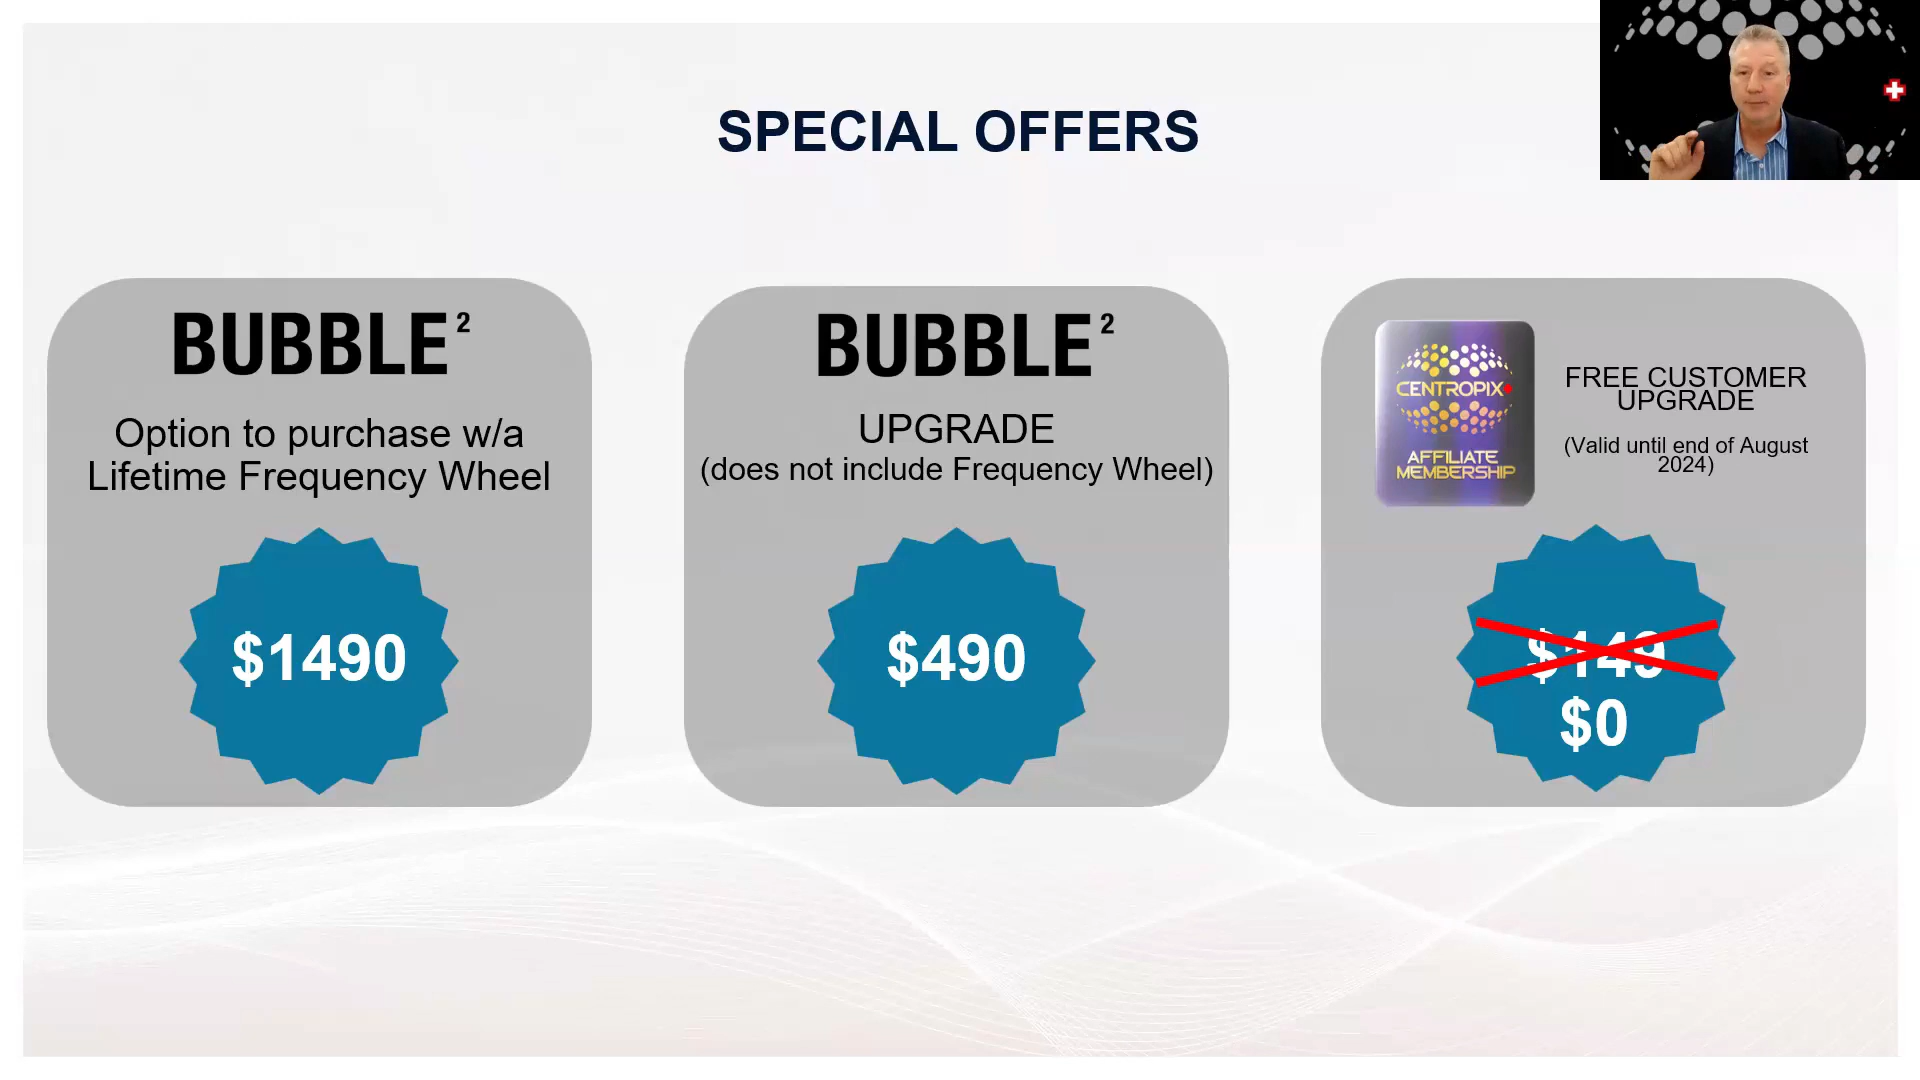 SPECIAL OFFERS
BUBBLE²
Option to purchase w/a
Lifetime Frequency Wheel
$1490
BUBBLE²
UPGRADE
(does not include Frequency Wheel)
$490
CENTROPIX
AFFILIATE
MEMBERSHIP
FREE CUSTOMER
UPGRADE
(Valid until end of August
2024)
$149
$0